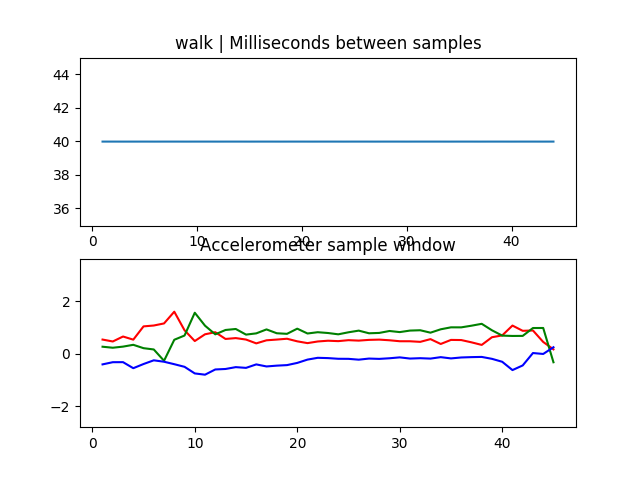 walk | Milliseconds between samples
44
42
40
38
36
0 10 20 30 40
Accelerometer sample window
2
0
−2
0 10 20 30 40